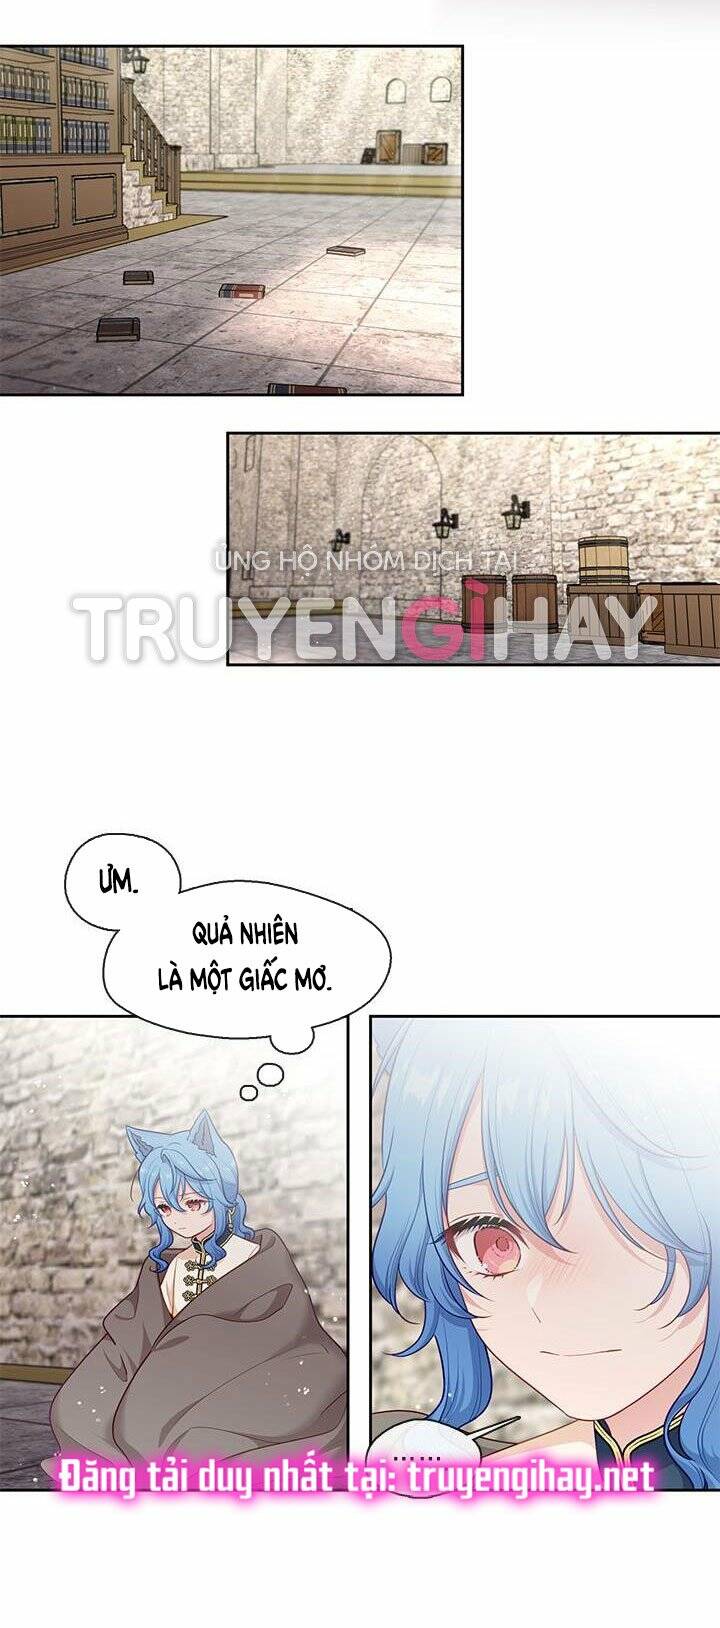 ỦNG HỘ NHÓM DỊCH TẠI
TRUYENGIHAY
ƯM.
QUẢ NHIÊN
LÀ MỘT GIẤC MƠ.
......
Đăng tải duy nhất tại: truyengihay.net